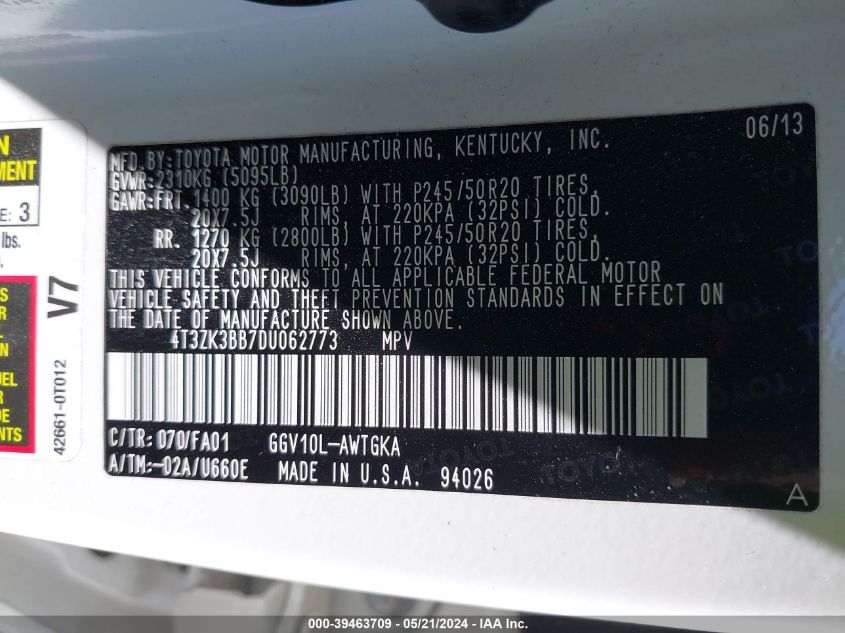 06/13
MFD.BY:TOYOTA MOTOR MANUFACTURING, KENTUCKY, INC.
GVWR:2310KG (5095LB)
GAWR:FRT. 1400 KG (3090LB) WITH P245/50R20 TIRES,
20X7.5J RIMS, AT 220KPA (32PSI) COLD.
RR. 1270 KG (2800LB) WITH P245/50R20 TIRES,
20X7.5J RIMS, AT 220KPA (32PSI) COLD.
THIS VEHICLE CONFORMS TO ALL APPLICABLE FEDERAL MOTOR
VEHICLE SAFETY AND THEFT PREVENTION STANDARDS IN EFFECT ON
THE DATE OF MANUFACTURE SHOWN ABOVE.
4T3ZK3BB7DU062773 MPV
C/TR: 070/FA01 GGV10L-AWTGKA
A/TM:-02A/U660E MADE IN U.S.A. 94026
A
E: 3
lbs.
V7
42661-0T012
000-39463709 - 05/21/2024 - IAA Inc.